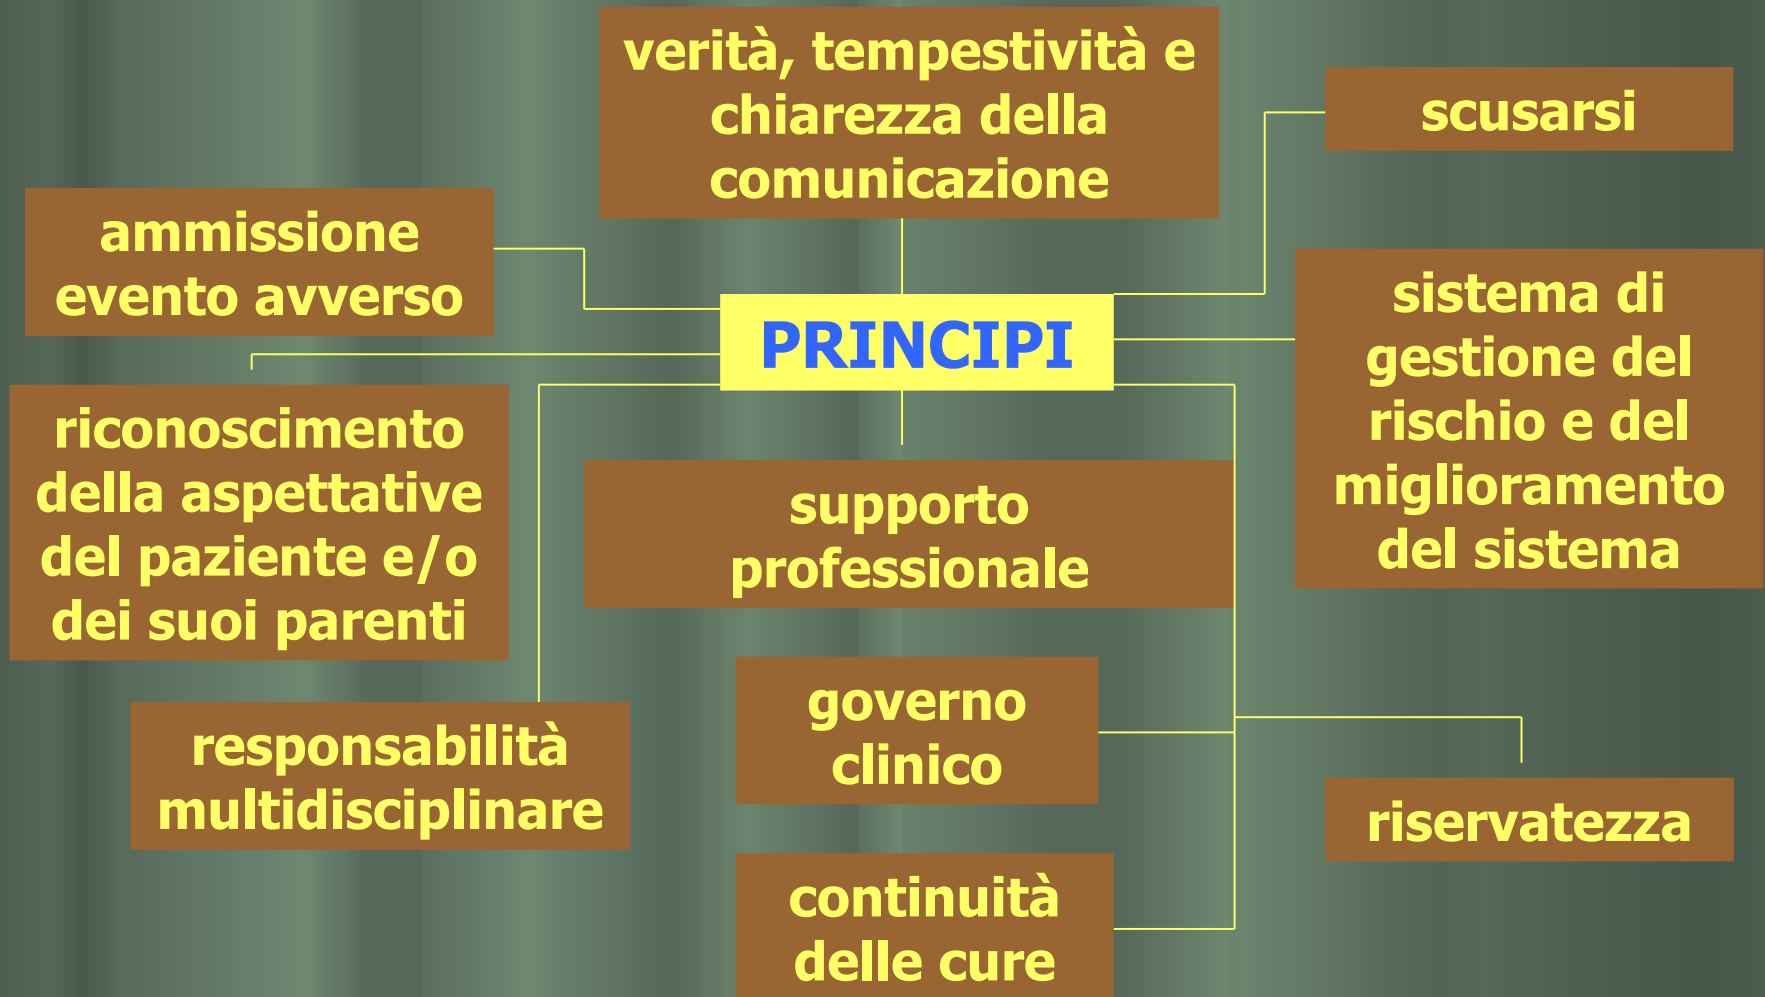 verità, tempestività e
chiarezza della
comunicazione
scusarsi
ammissione
evento avverso
PRINCIPI
sistema di
gestione del
rischio e del
miglioramento
del sistema
riconoscimento
della aspettative
del paziente e/o
dei suoi parenti
supporto
professionale
responsabilità
multidisciplinare
governo
clinico
riservatezza
continuità
delle cure